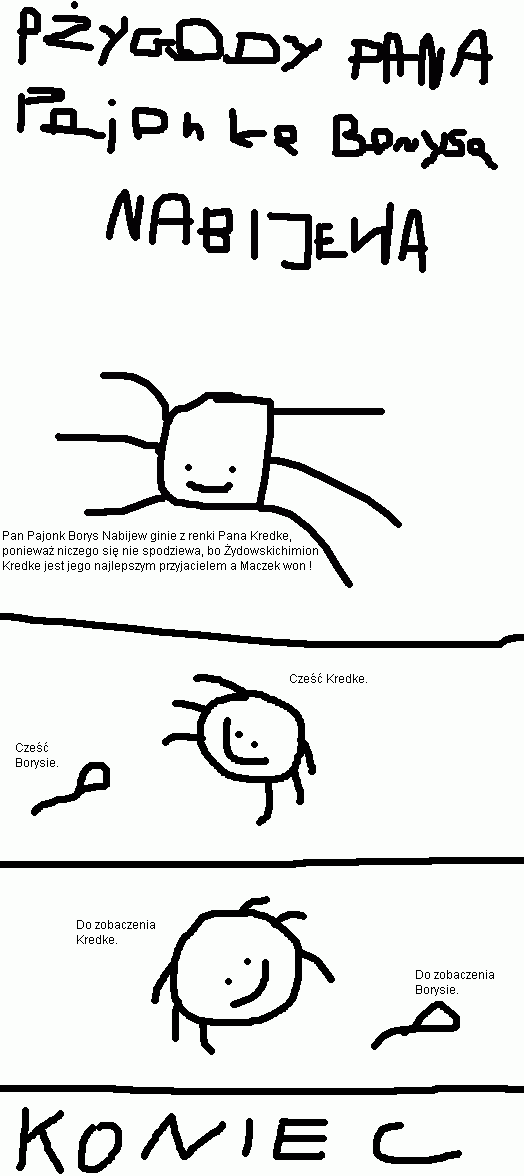 PŻYGODY PANA
PajOnka BOrysa
NABIJEWA
Pan Pajonk Borys Nabijew ginie z renki Pana Kredke,
ponieważ niczego się nie spodziewa, bo Żydowskichimion
Kredke jest jego najlepszym przyjacielem a Maczek won !
Cześć Kredke.
Cześć
Borysie.
Do zobaczenia
Kredke.
Do zobaczenia
Borysie.
KONIEC